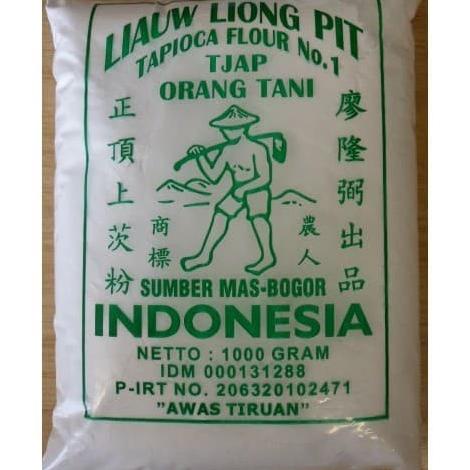 LIAUW LIONG PIT
TAPIOCA FLOUR No.1
TJAP
ORANG TANI
正頂上茨粉
廖隆弼出品
商標
農人
SUMBER MAS-BOGOR
INDONESIA
NETTO : 1000 GRAM
IDM 000131288
P-IRT NO. 206320102471
"AWAS TIRUAN"